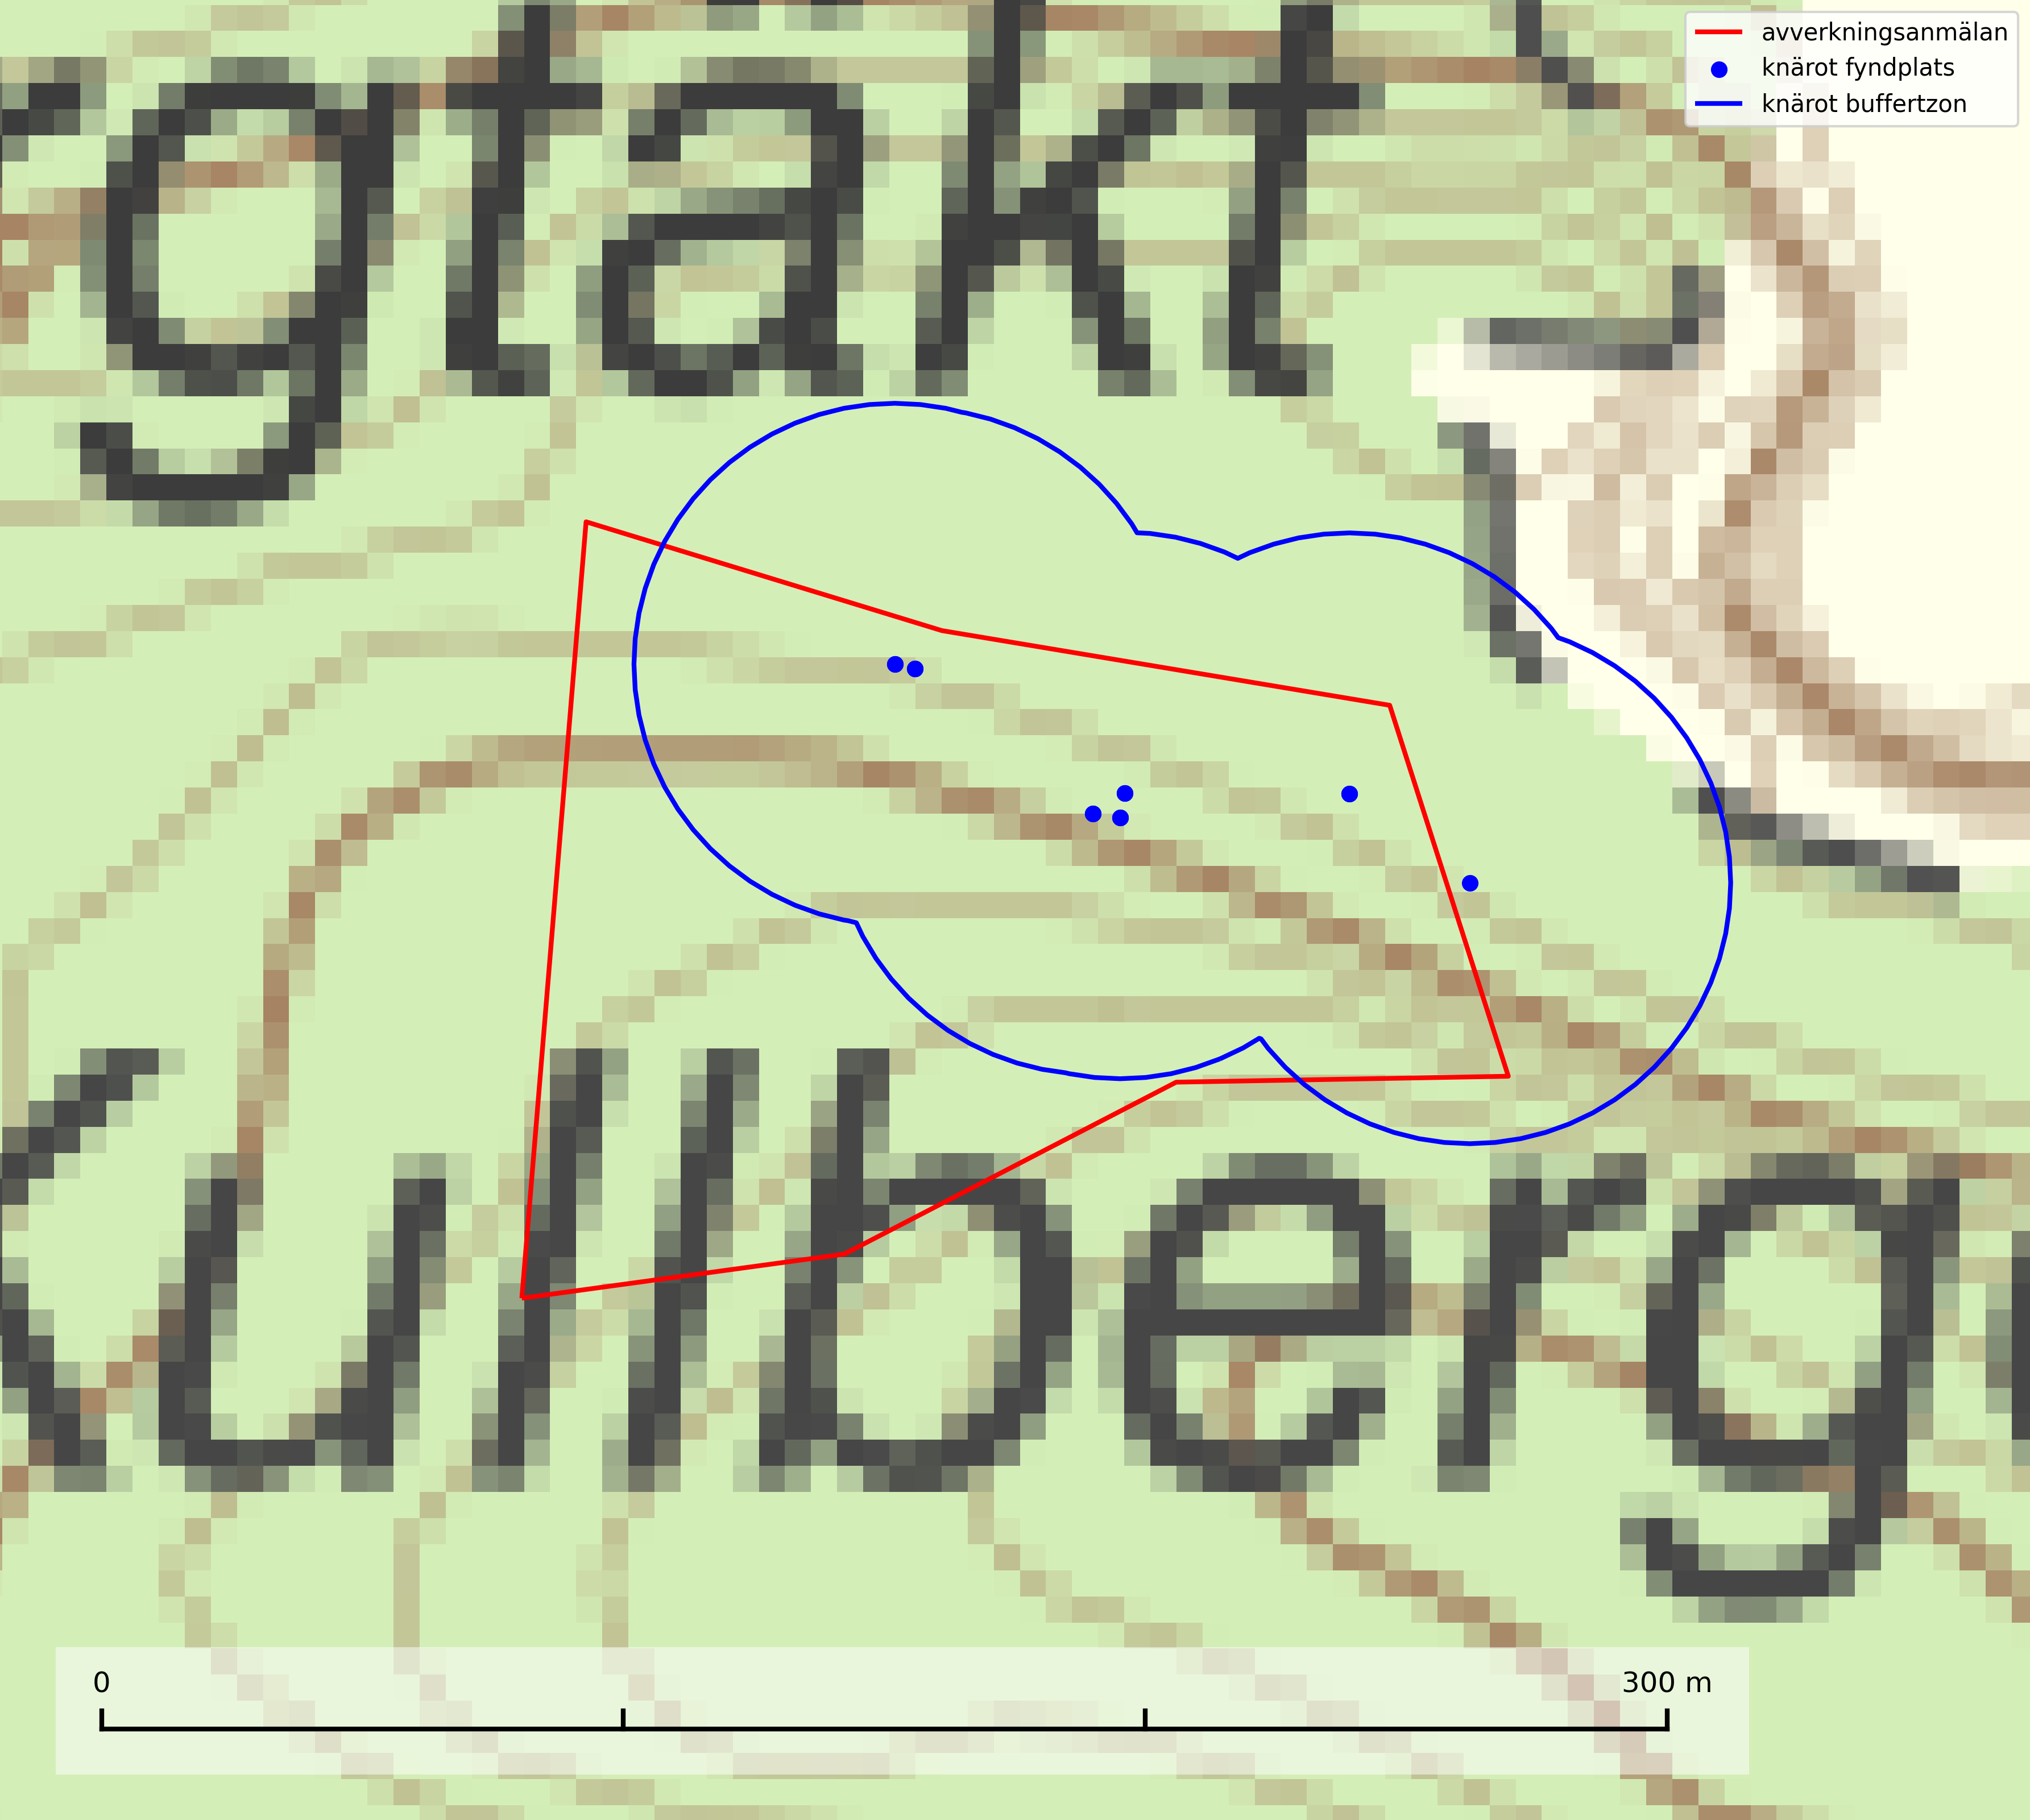 gtakt
avverkningsanmälan
knärot fyndplats
knärot buffertzon
ullberg
0
300 m